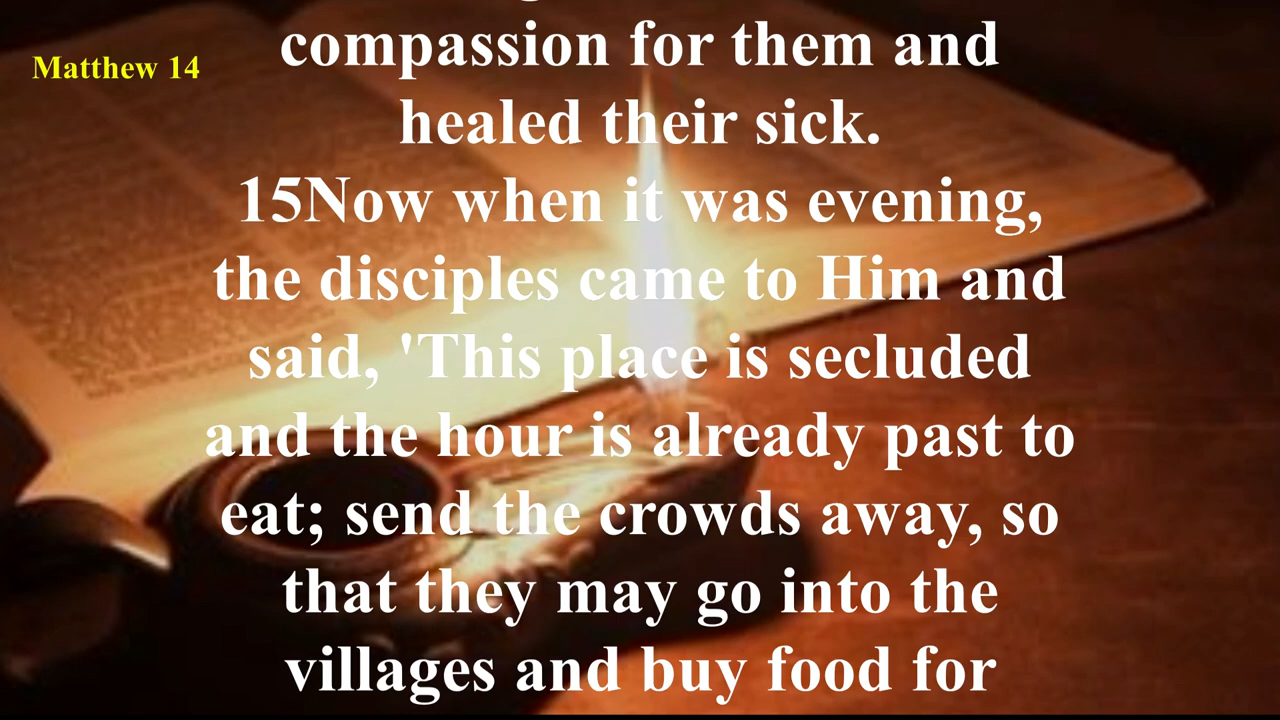 Matthew 14
compassion for them and
healed their sick.
15Now when it was evening,
the disciples came to Him and
said, 'This place is secluded
and the hour is already past to
eat; send the crowds away, so
that they may go into the
villages and buy food for